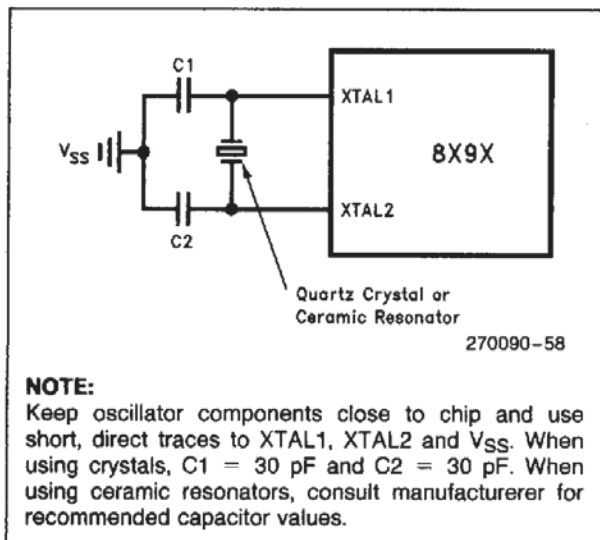 C1
XTAL1
VSS
8X9X
XTAL2
C2
Quartz Crystal or
Ceramic Resonator
270090-58
NOTE:
Keep oscillator components close to chip and use
short, direct traces to XTAL1, XTAL2 and VSS. When
using crystals, C1 = 30 pF and C2 = 30 pF. When
using ceramic resonators, consult manufacturerer for
recommended capacitor values.